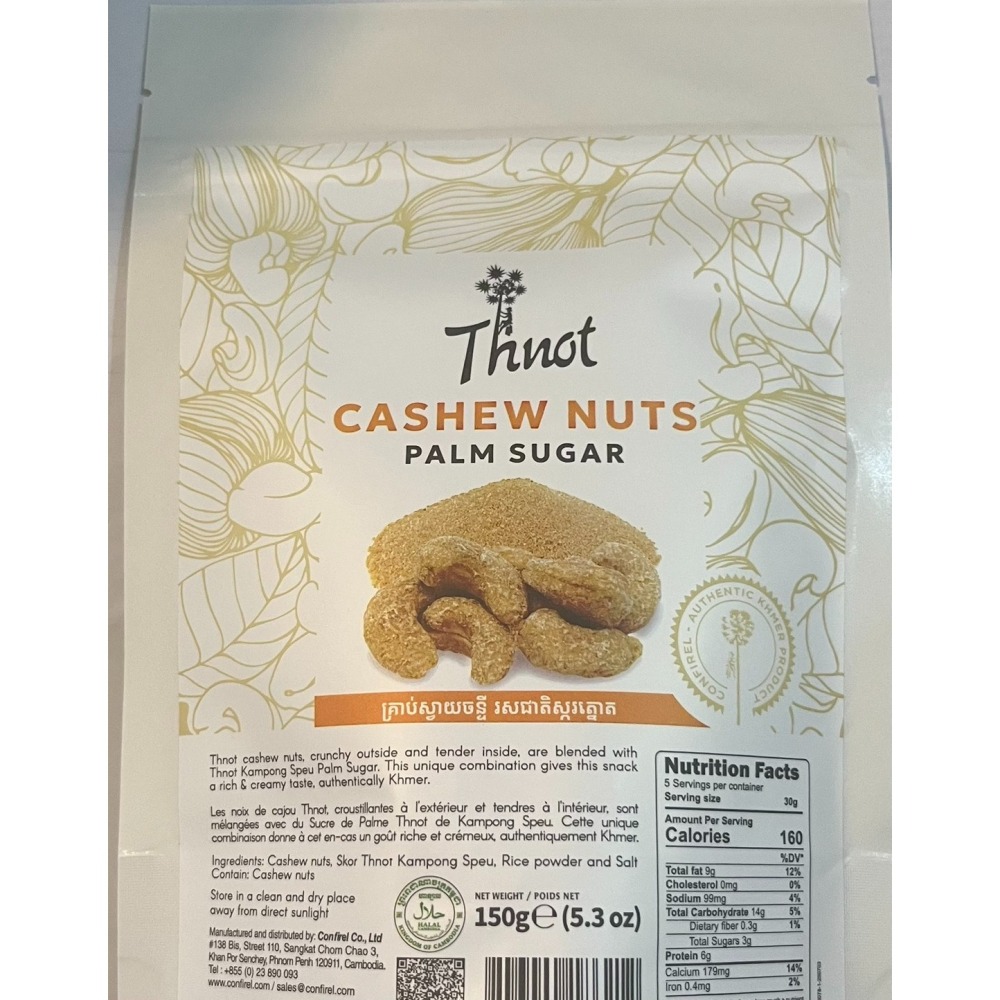 Thnot
CASHEW NUTS
PALM SUGAR
CONFIREL - AUTHENTIC KHMER PRODUCT
គ្រាប់ស្វាយចន្ទី រសជាតិស្ករត្នោត
Thnot cashew nuts, crunchy outside and tender inside, are blended with
Thnot Kampong Speu Palm Sugar. This unique combination gives this snack
a rich & creamy taste, authentically Khmer.
Les noix de cajou Thnot, croustillantes à l'extérieur et tendres à l'intérieur, sont
mélangées avec du Sucre de Palme Thnot de Kampong Speu. Cette unique
combinaison donne à cet en-cas un goût riche et crémeux, authentiquement Khmer.
Ingredients: Cashew nuts, Skor Thnot Kampong Speu, Rice powder and Salt
Contain: Cashew nuts
Store in a clean and dry place
away from direct sunlight
Manufactured and distributed by: Confirel Co., Ltd
#138 Bis, Street 110, Sangkat Chom Chao 3,
Khan Por Senchey, Phnom Penh 120911, Cambodia.
Tel : +855 (0) 23 890 093
www.confirel.com / sales@confirel.com
حلال
HALAL
KINGDOM OF CAMBODIA
NET WEIGHT / POIDS NET
150g℮ (5.3 oz)
Nutrition Facts
5 Servings per container
Serving size 30g
Amount Per Serving
Calories 160
%DV*
Total fat 9g 12%
Cholesterol 0mg 0%
Sodium 99mg 4%
Total Carbohydrate 14g 5%
Dietary fiber 0.3g 1%
Total Sugars 3g
Protein 6g
Calcium 179mg 14%
Iron 0.4mg 2%